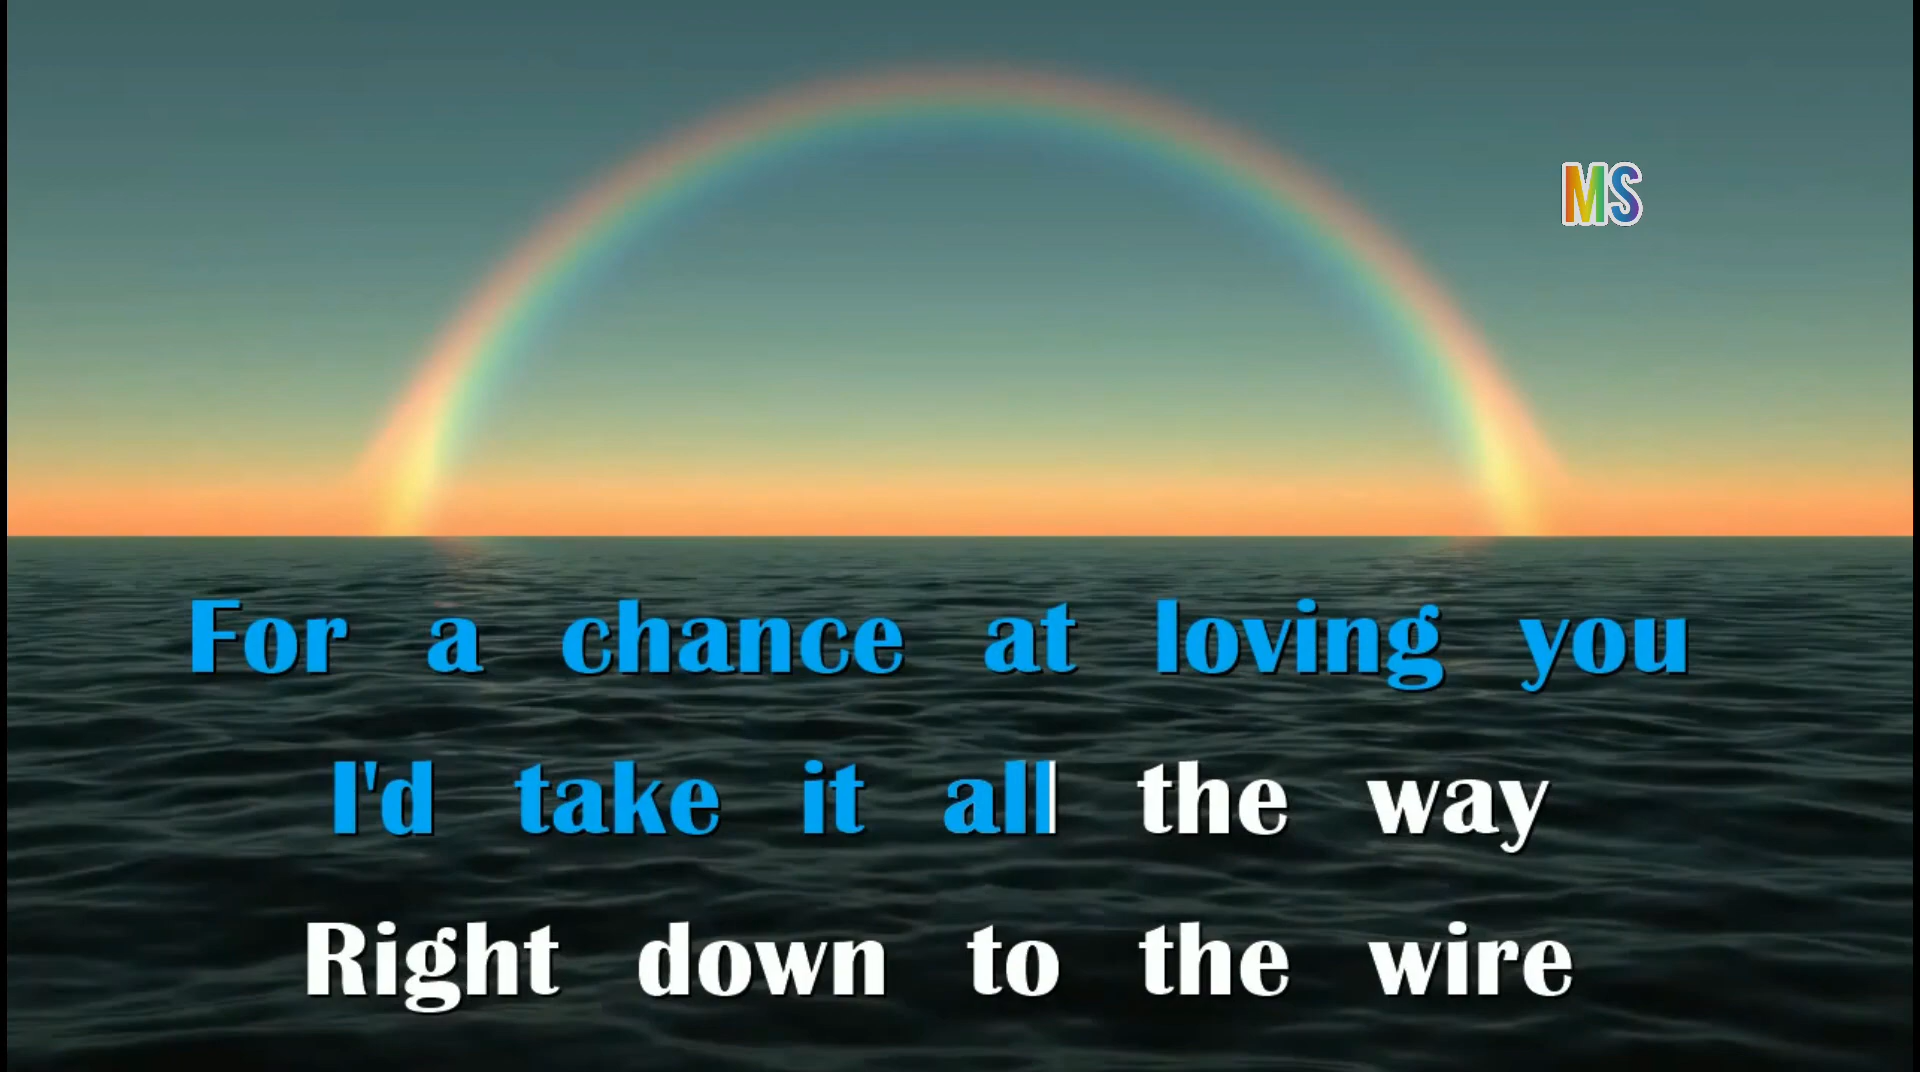 MS
For a chance at loving you
I'd take it all the way
Right down to the wire